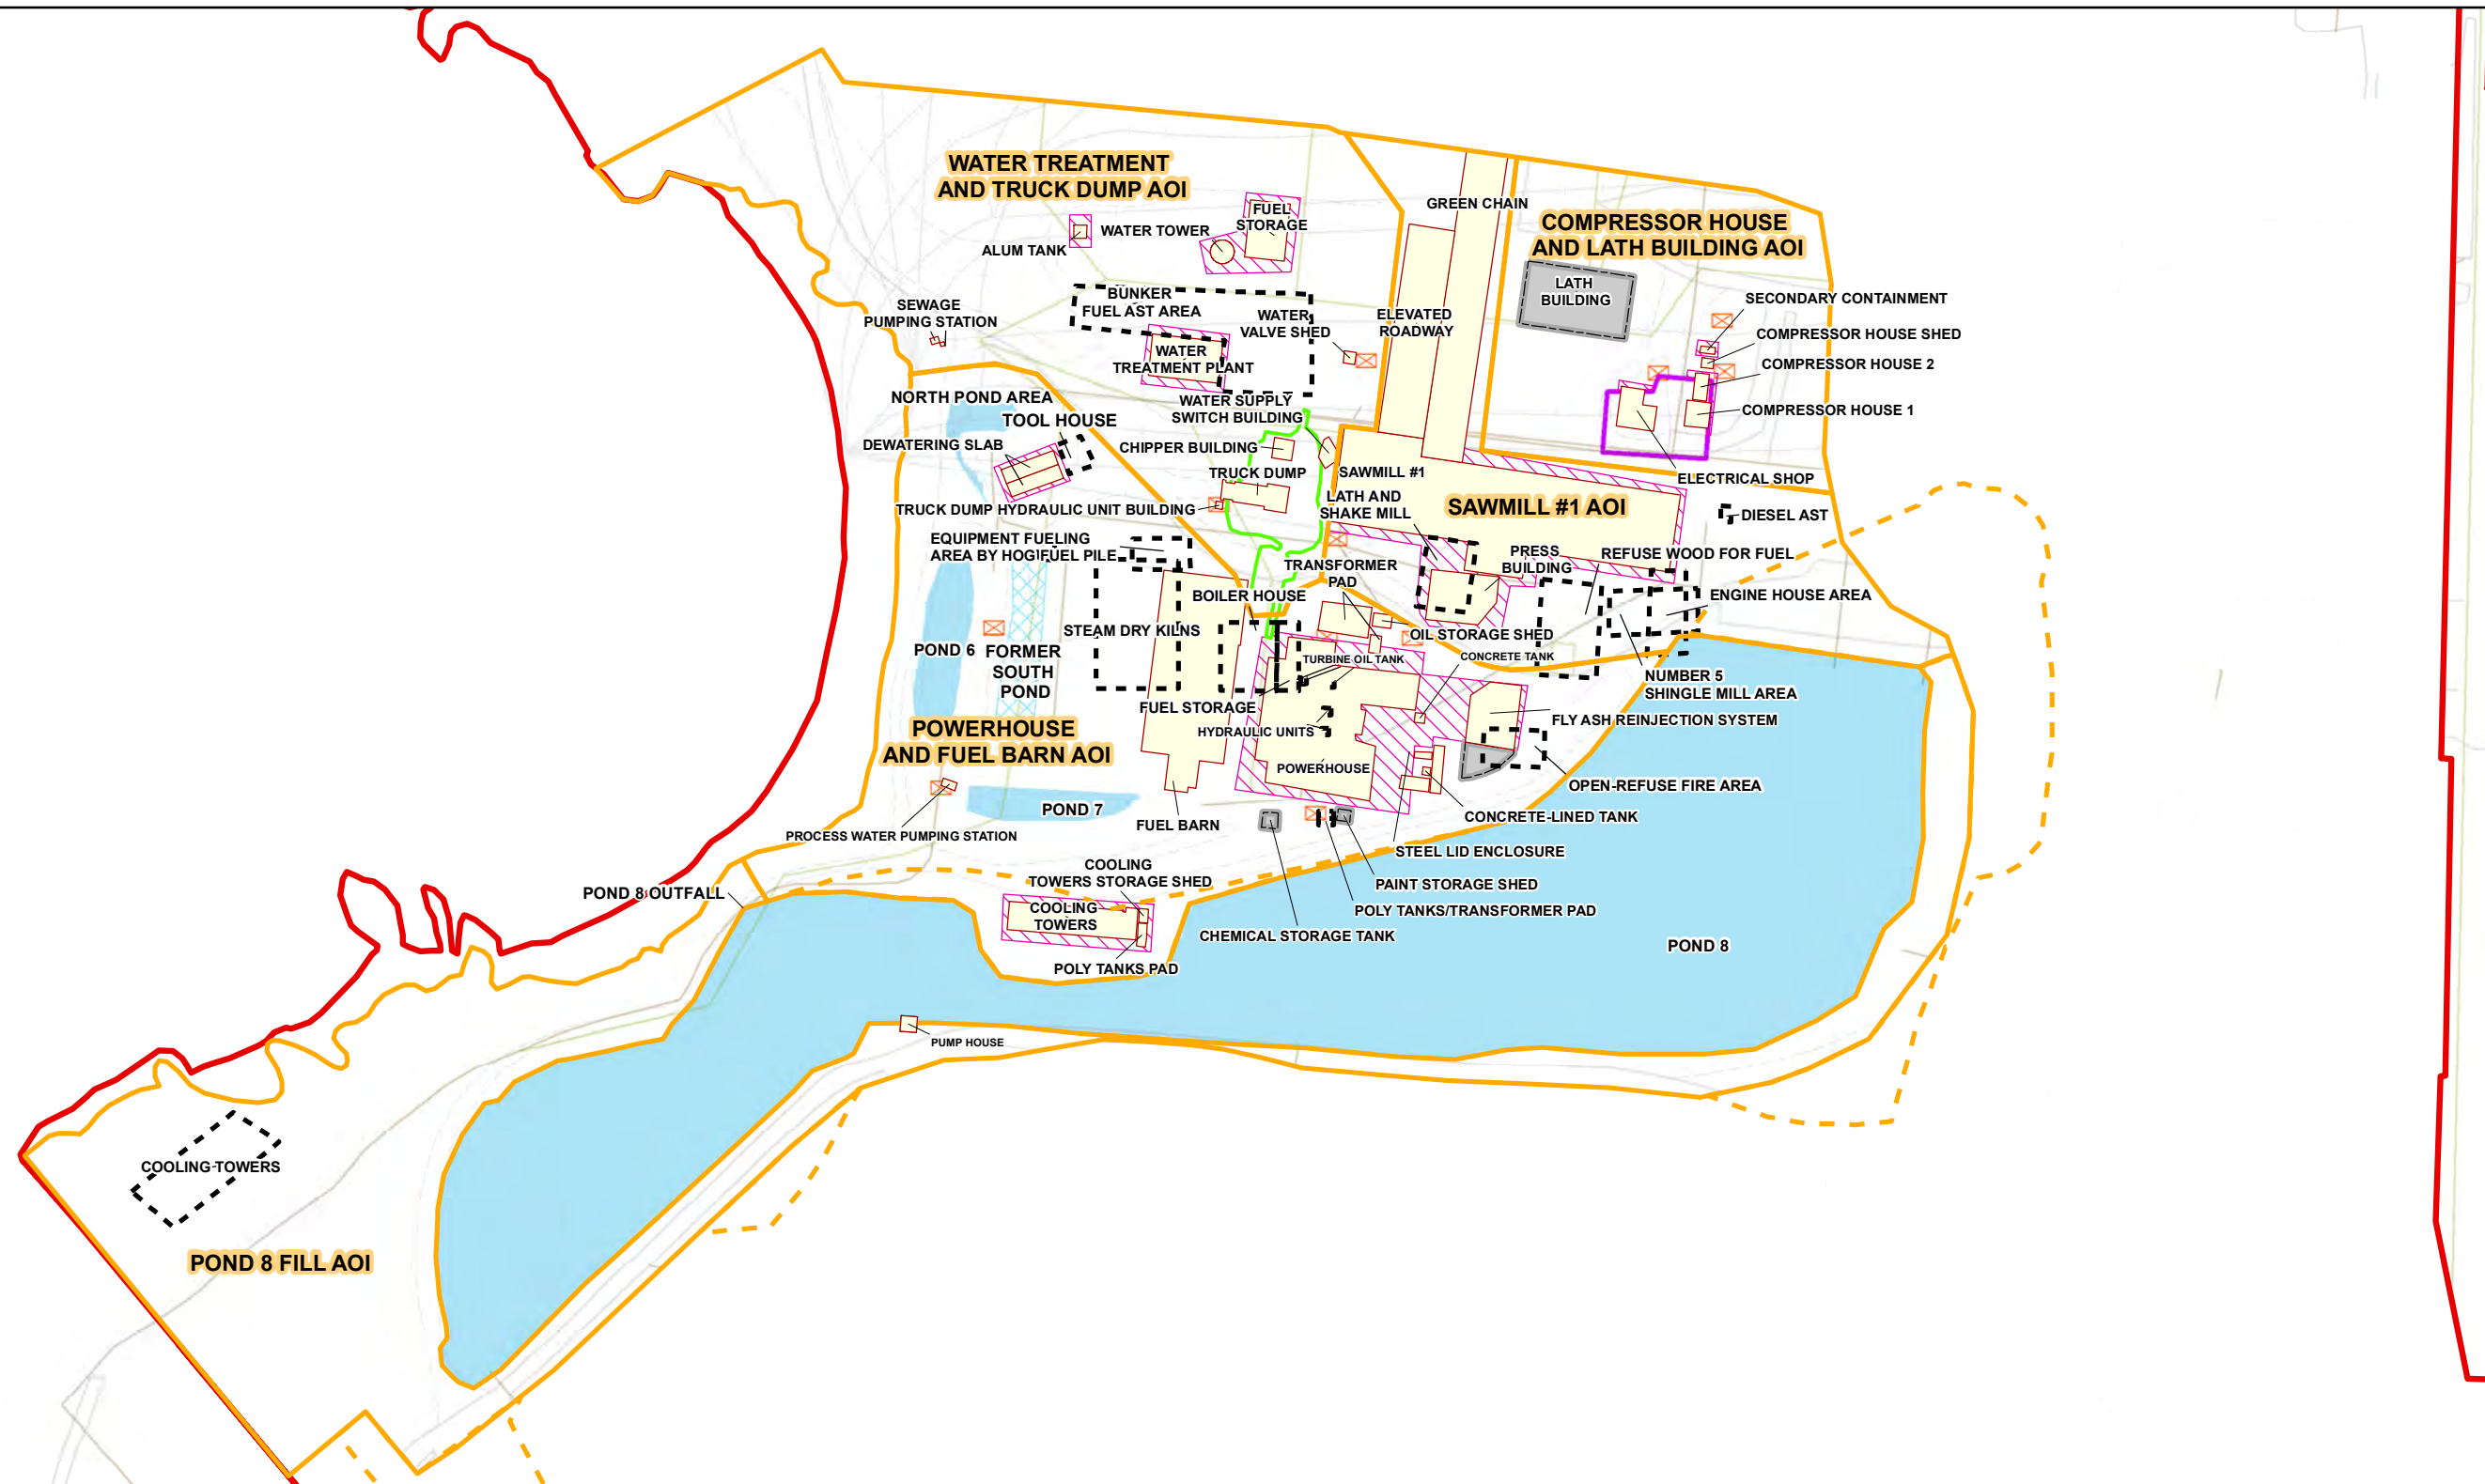 WATER TREATMENT
AND TRUCK DUMP AOI
GREEN CHAIN
COMPRESSOR HOUSE
AND LATH BUILDING AOI
FUEL
STORAGE
WATER TOWER
ALUM TANK
LATH
BUILDING
SECONDARY CONTAINMENT
BUNKER
FUEL AST AREA
SEWAGE
PUMPING STATION
WATER
VALVE SHED
ELEVATED
ROADWAY
COMPRESSOR HOUSE SHED
WATER
TREATMENT PLANT
COMPRESSOR HOUSE 2
NORTH POND AREA
WATER SUPPLY
SWITCH BUILDING
COMPRESSOR HOUSE 1
TOOL HOUSE
DEWATERING SLAB
CHIPPER BUILDING
TRUCK DUMP
SAWMILL #1
ELECTRICAL SHOP
LATH AND
SHAKE MILL
SAWMILL #1 AOI
TRUCK DUMP HYDRAULIC UNIT BUILDING
DIESEL AST
EQUIPMENT FUELING
AREA BY HOG FUEL PILE
PRESS
BUILDING
REFUSE WOOD FOR FUEL
TRANSFORMER
PAD
BOILER HOUSE
ENGINE HOUSE AREA
STEAM DRY KILNS
OIL STORAGE SHED
POND 6
FORMER
SOUTH
POND
TURBINE OIL TANK
CONCRETE TANK
NUMBER 5
SHINGLE MILL AREA
FUEL STORAGE
FLY ASH REINJECTION SYSTEM
POWERHOUSE
AND FUEL BARN AOI
HYDRAULIC UNITS
POWERHOUSE
OPEN-REFUSE FIRE AREA
POND 7
CONCRETE-LINED TANK
FUEL BARN
PROCESS WATER PUMPING STATION
STEEL LID ENCLOSURE
COOLING
TOWERS STORAGE SHED
PAINT STORAGE SHED
POND 8 OUTFALL
COOLING
TOWERS
POLY TANKS/TRANSFORMER PAD
CHEMICAL STORAGE TANK
POND 8
POLY TANKS PAD
PUMP HOUSE
COOLING TOWERS
POND 8 FILL AOI